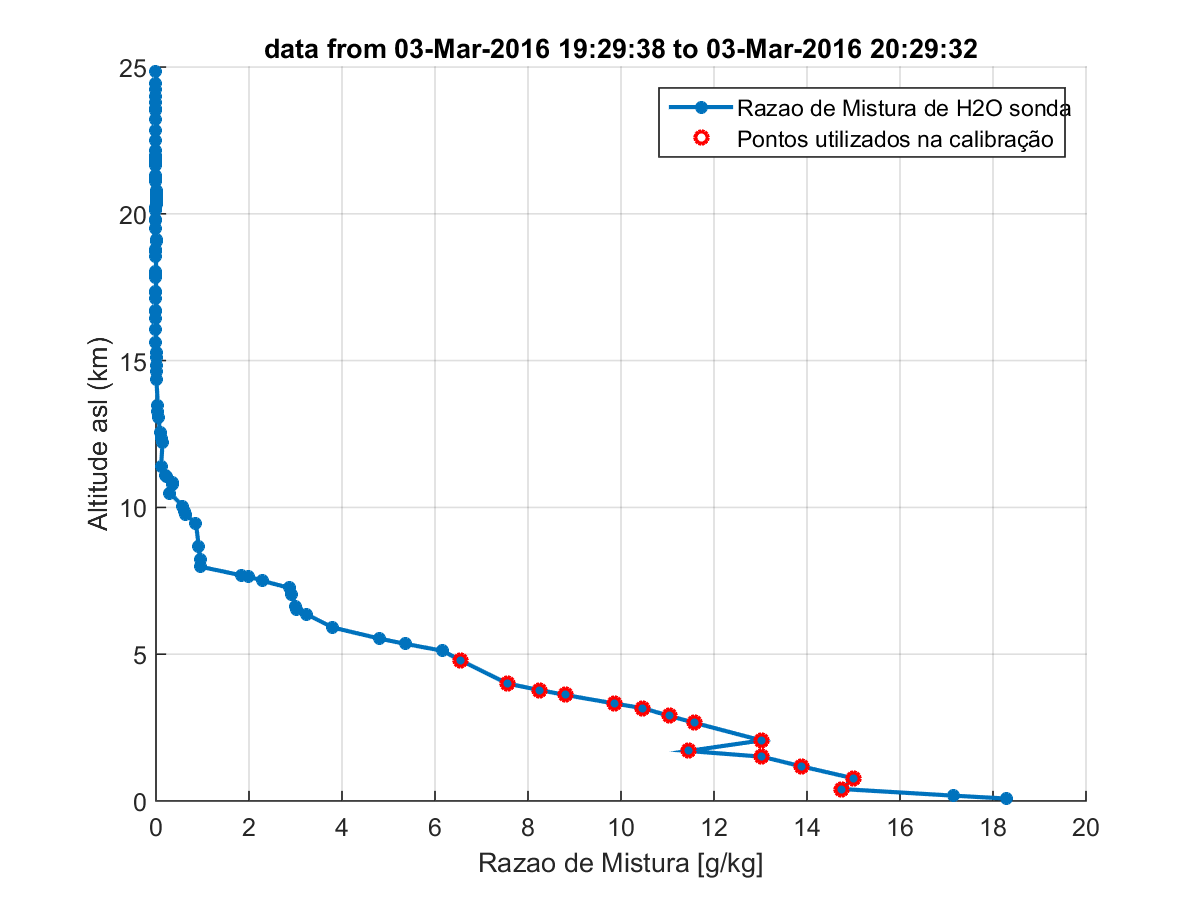 data from 03-Mar-2016 19:29:38 to 03-Mar-2016 20:29:32
Razao de Mistura de H2O sonda
Pontos utilizados na calibração
Altitude asl (km)
25
20
15
10
5
0
0 2 4 6 8 10 12 14 16 18 20
Razao de Mistura [g/kg]